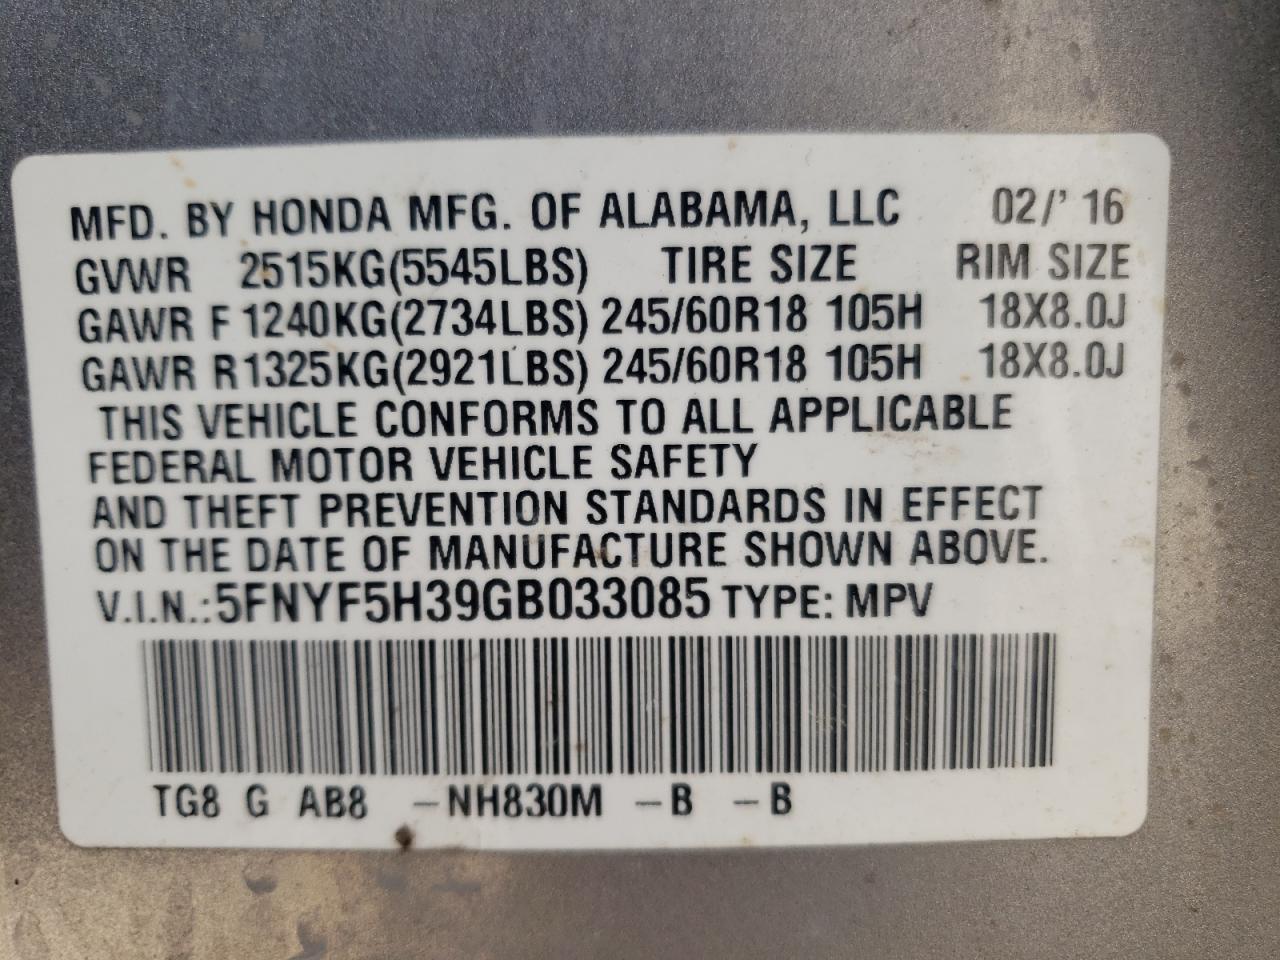 MFD. BY HONDA MFG. OF ALABAMA, LLC 02/' 16
GVWR 2515KG(5545LBS) TIRE SIZE RIM SIZE
GAWR F 1240KG(2734LBS) 245/60R18 105H 18X8.0J
GAWR R 1325KG(2921LBS) 245/60R18 105H 18X8.0J
THIS VEHICLE CONFORMS TO ALL APPLICABLE
FEDERAL MOTOR VEHICLE SAFETY
AND THEFT PREVENTION STANDARDS IN EFFECT
ON THE DATE OF MANUFACTURE SHOWN ABOVE.
V.I.N.:5FNYF5H39GB033085 TYPE: MPV
TG8 G AB8 -NH830M -B -B